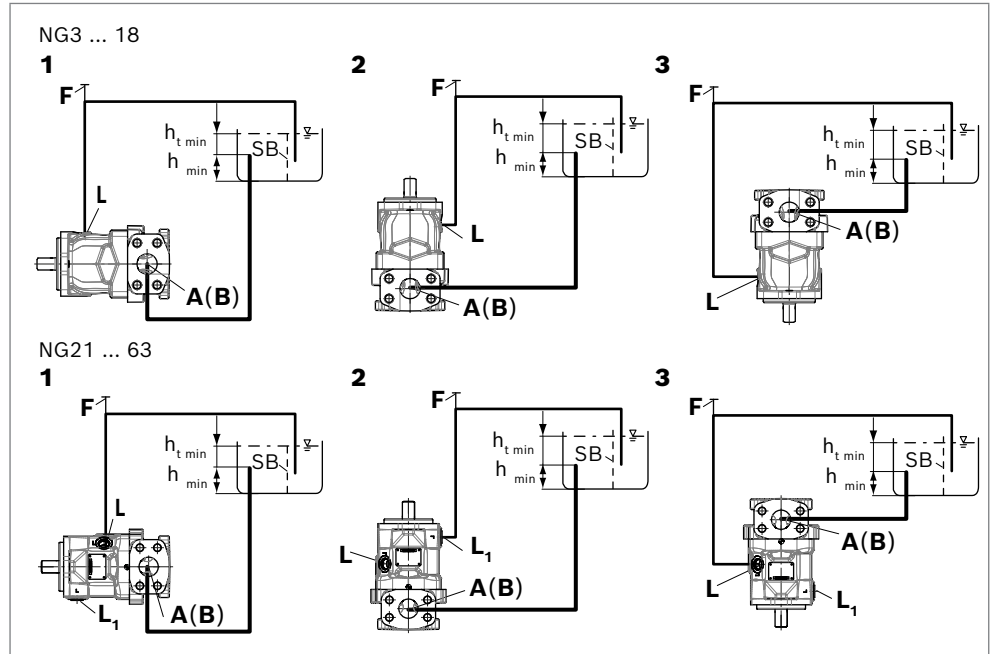 NG3 ... 18
1
F
h t min
h min
SB
L
A(B)
2
F
h t min
h min
SB
L
A(B)
3
F
h t min
h min
SB
A(B)
L
NG21 ... 63
1
F
h t min
h min
SB
L
L1
A(B)
2
F
h t min
h min
SB
L
L1
A(B)
3
F
h t min
h min
SB
A(B)
L
L1